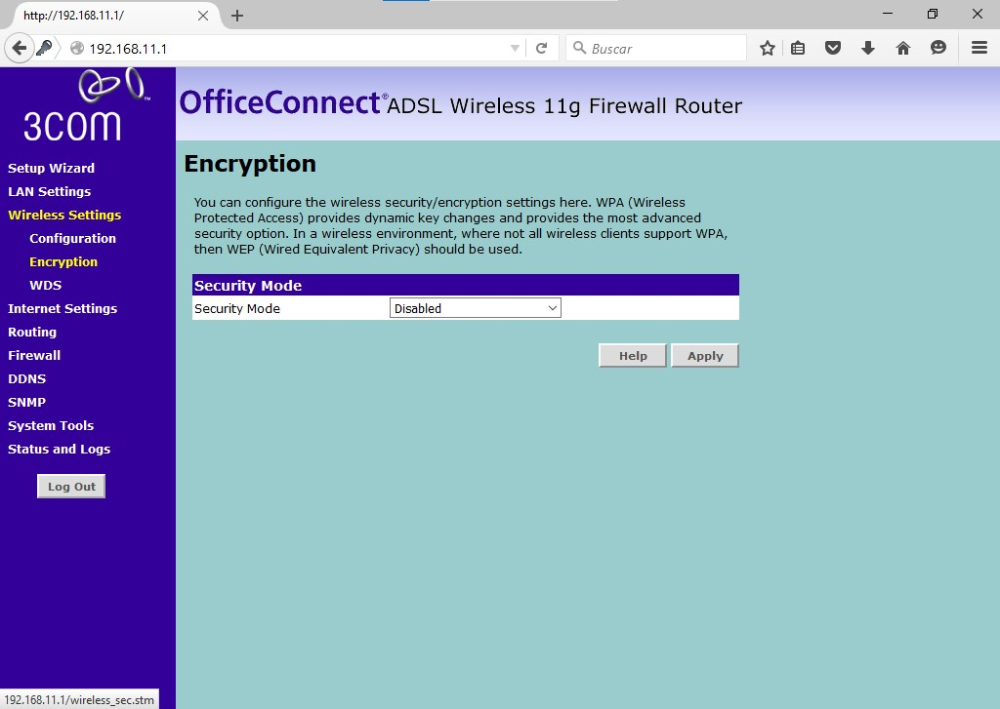 http://192.168.11.1/
192.168.11.1
Buscar
3COM ™
OfficeConnect® ADSL Wireless 11g Firewall Router
Setup Wizard
LAN Settings
Wireless Settings
Configuration
Encryption
WDS
Internet Settings
Routing
Firewall
DDNS
SNMP
System Tools
Status and Logs
Log Out
Encryption
You can configure the wireless security/encryption settings here. WPA (Wireless
Protected Access) provides dynamic key changes and provides the most advanced
security option. In a wireless environment, where not all wireless clients support WPA,
then WEP (Wired Equivalent Privacy) should be used.
Security Mode
Security Mode Disabled
Help Apply
192.168.11.1/wireless_sec.stm